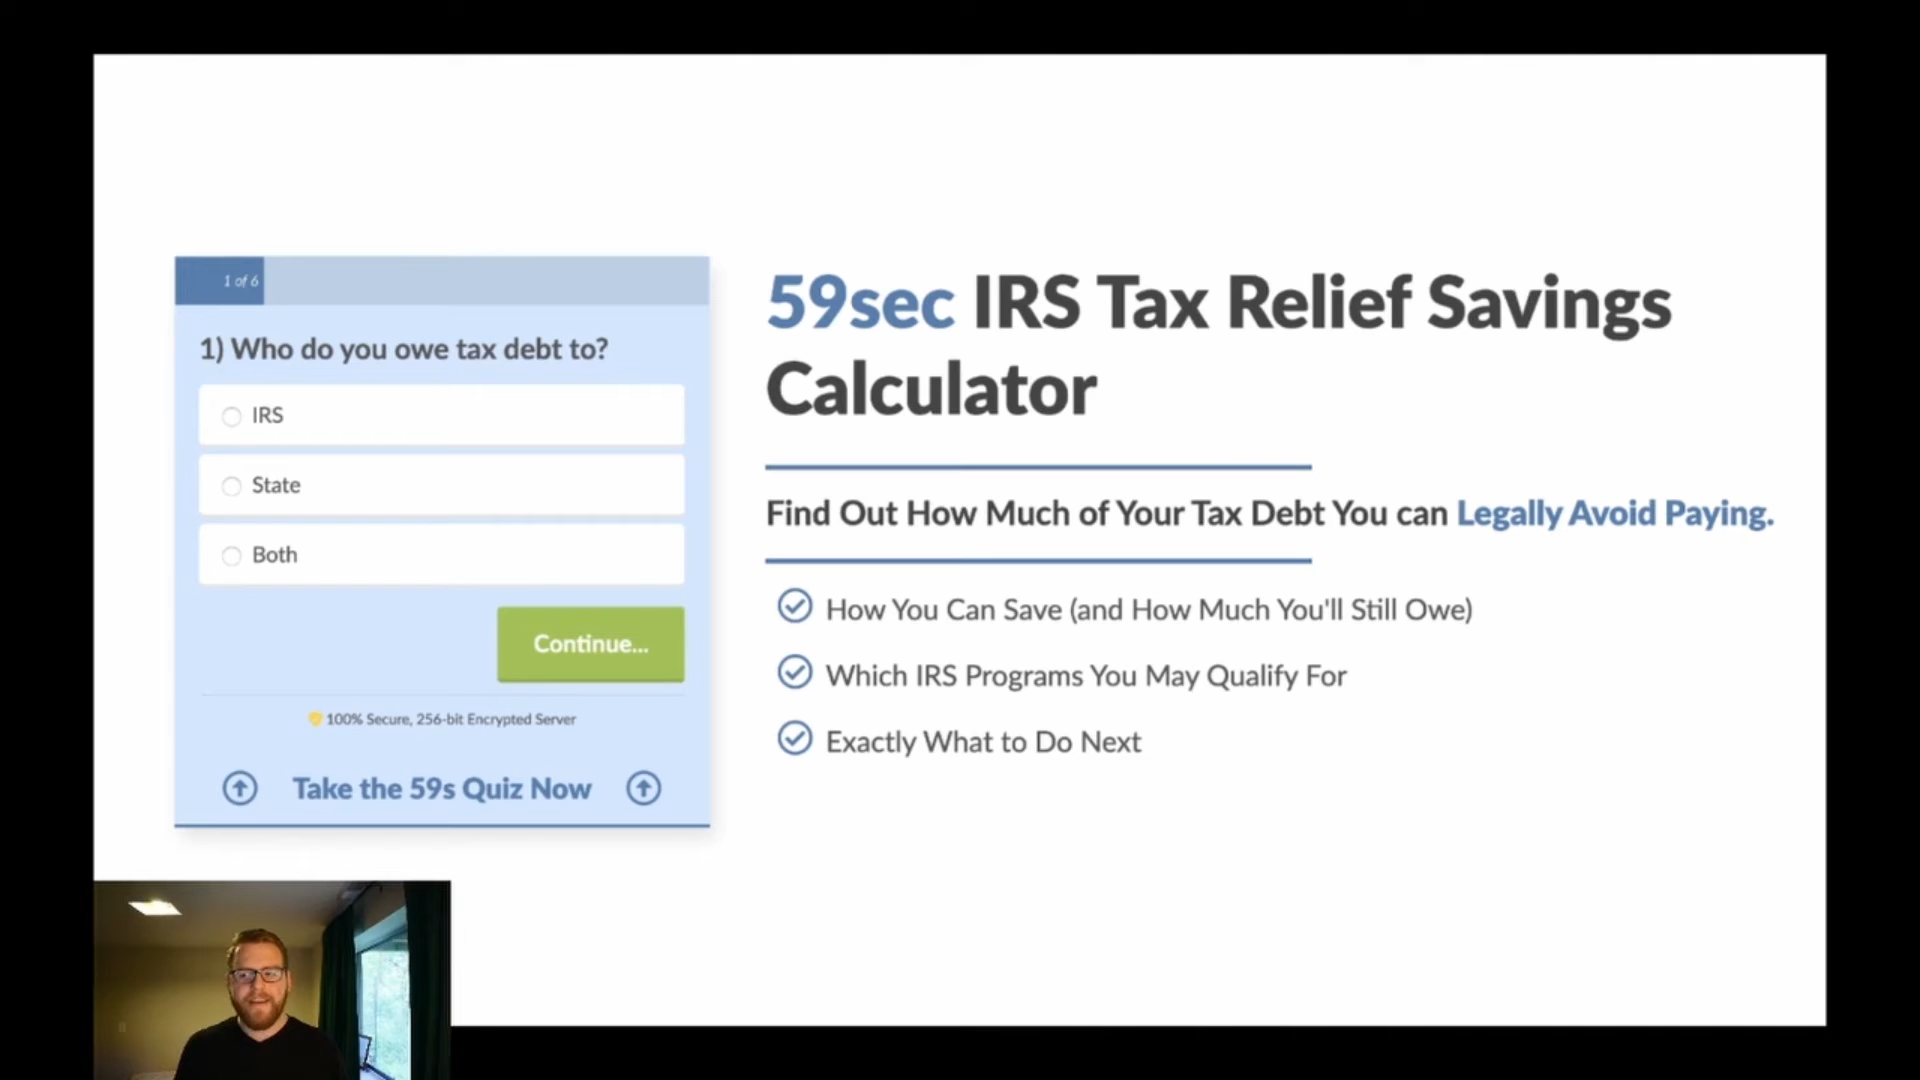 1 of 6
1) Who do you owe tax debt to?
IRS
State
Both
Continue...
100% Secure, 256-bit Encrypted Server
Take the 59s Quiz Now
59sec IRS Tax Relief Savings
Calculator
Find Out How Much of Your Tax Debt You can Legally Avoid Paying.
How You Can Save (and How Much You'll Still Owe)
Which IRS Programs You May Qualify For
Exactly What to Do Next